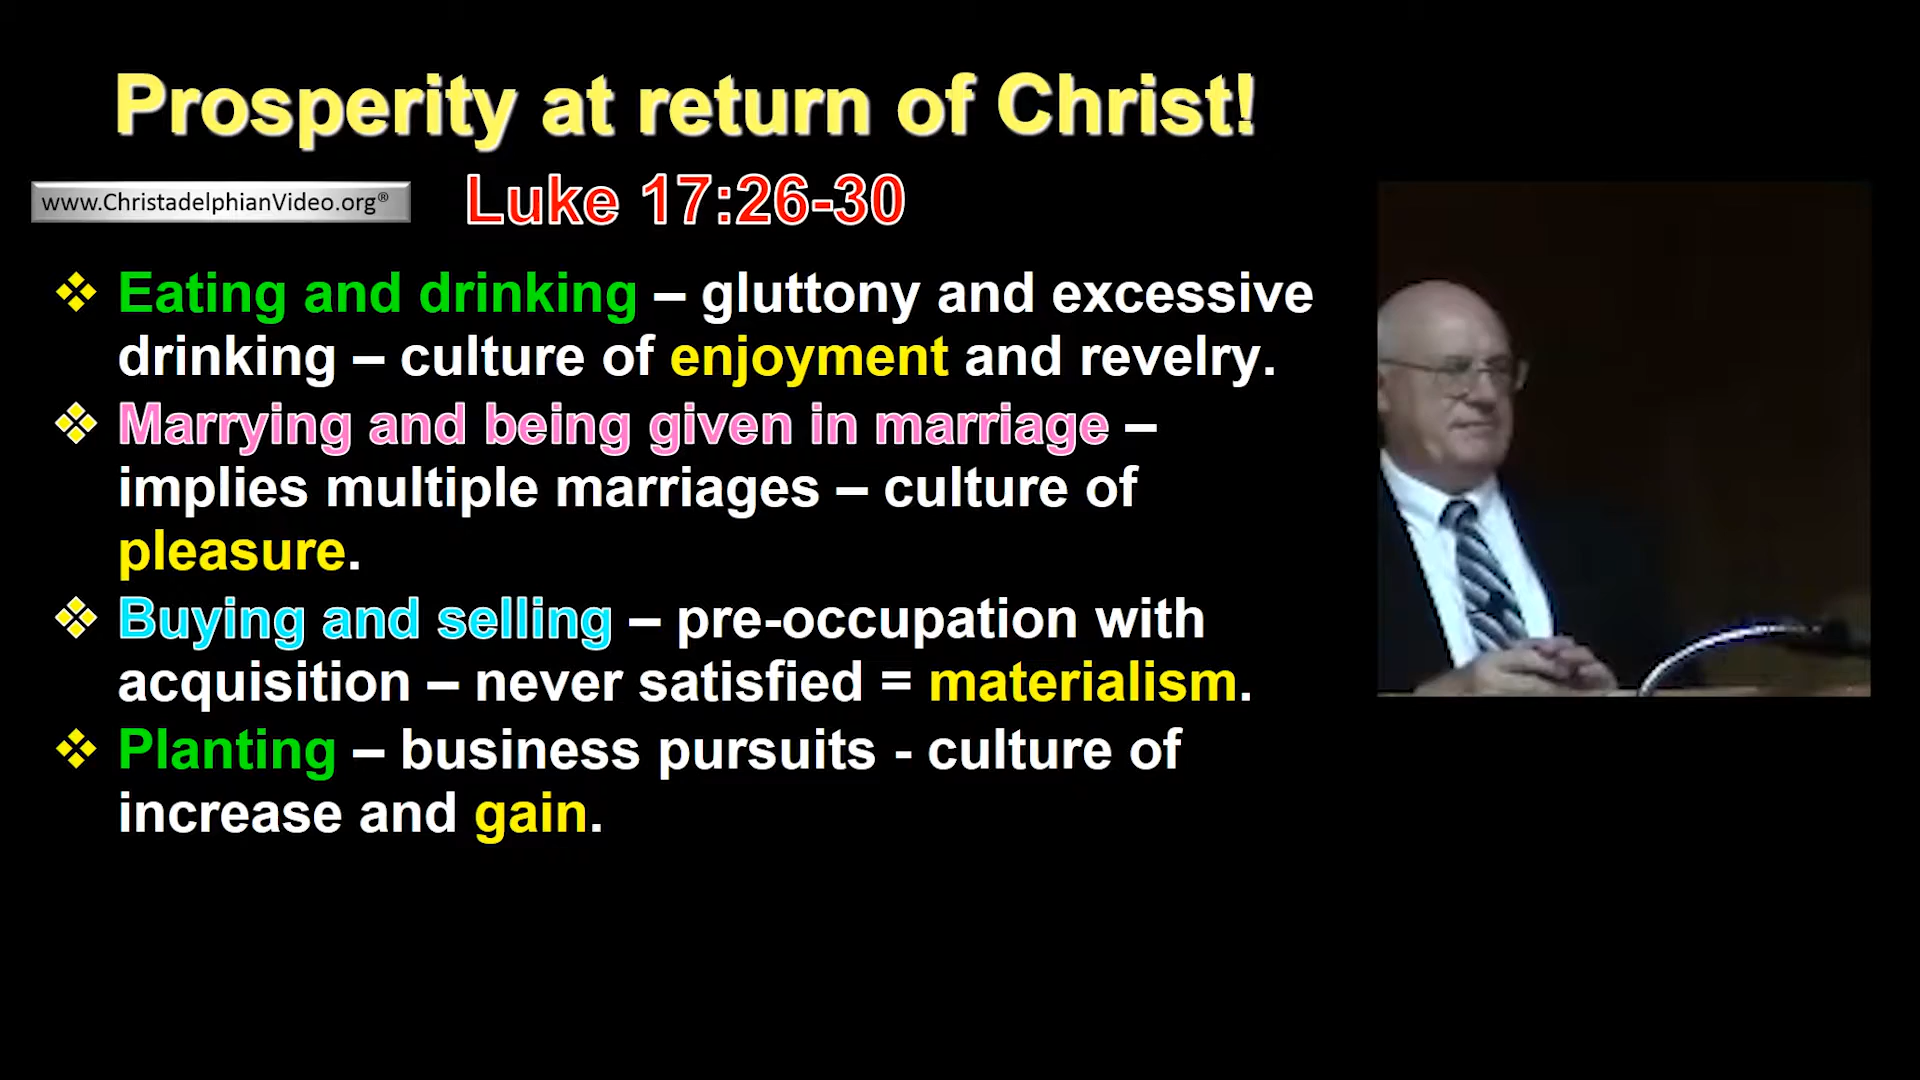 Prosperity at return of Christ!
www.ChristadelphianVideo.org®
Luke 17:26-30
❖ Eating and drinking – gluttony and excessive
drinking – culture of enjoyment and revelry.
❖ Marrying and being given in marriage –
implies multiple marriages – culture of
pleasure.
❖ Buying and selling – pre-occupation with
acquisition – never satisfied = materialism.
❖ Planting – business pursuits - culture of
increase and gain.